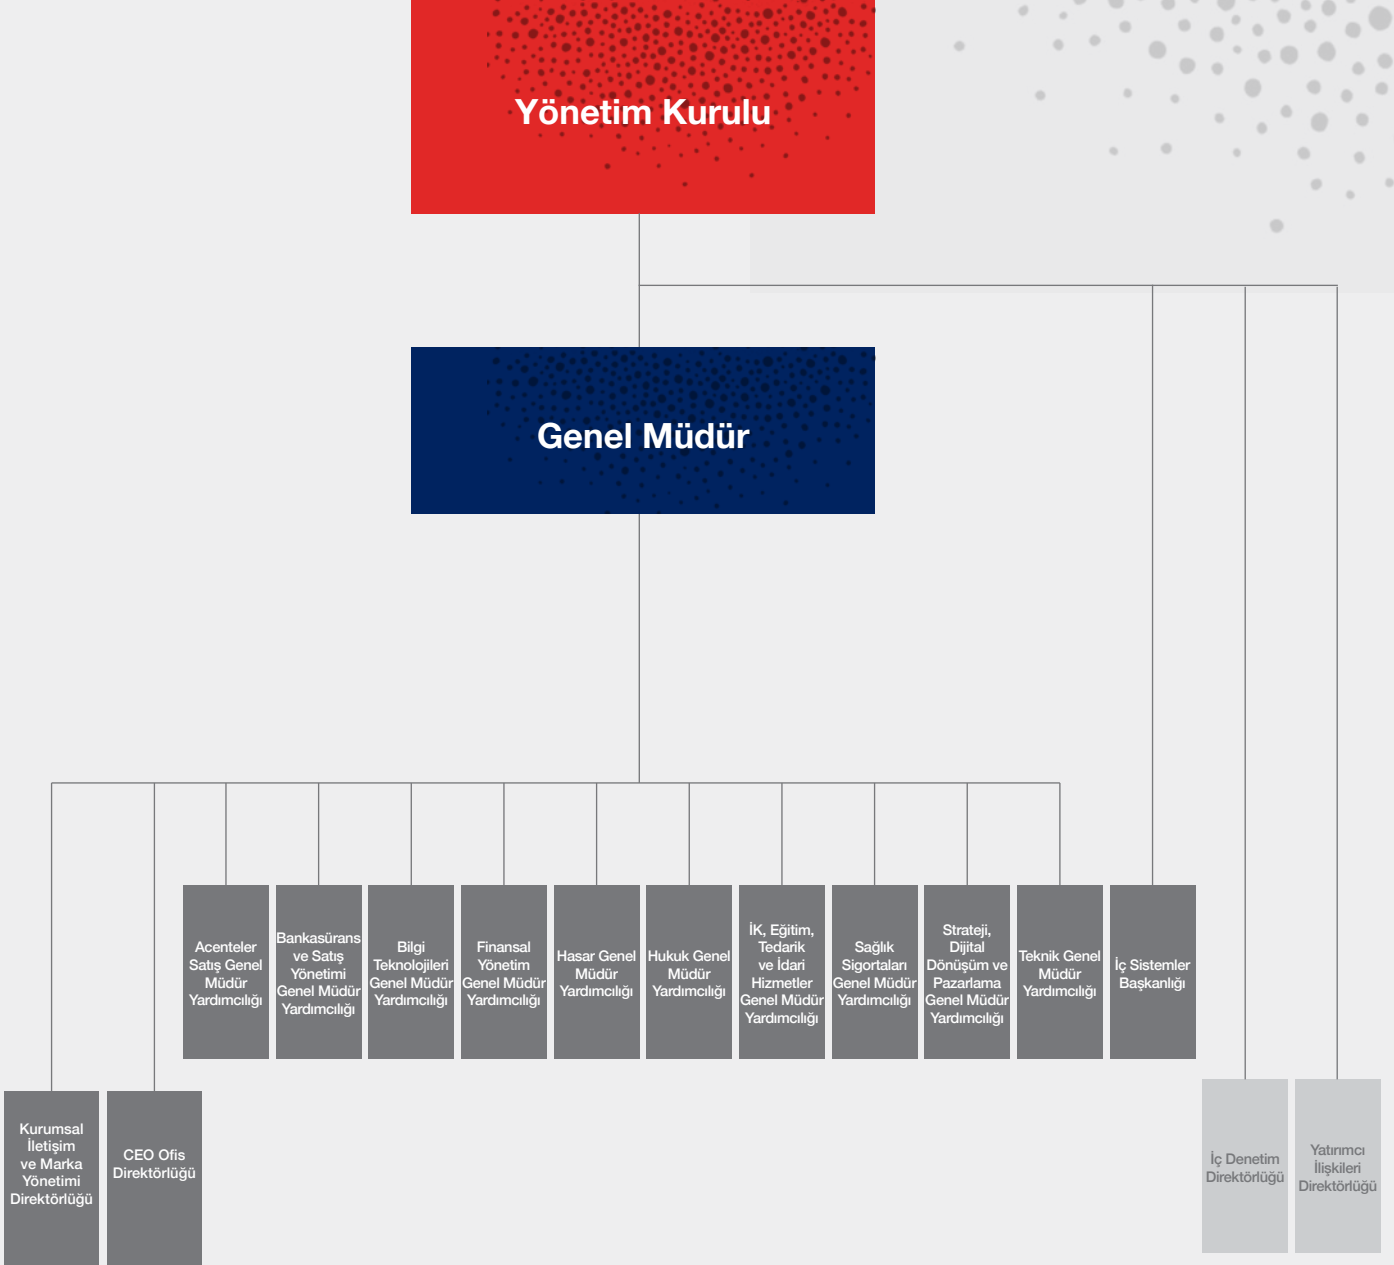 Yönetim Kurulu
Genel Müdür
Acenteler
Satış Genel
Müdür
Yardımcılığı
Bankasürans
ve Satış
Yönetimi
Genel Müdür
Yardımcılığı
Bilgi
Teknolojileri
Genel Müdür
Yardımcılığı
Finansal
Yönetim
Genel Müdür
Yardımcılığı
Hasar Genel
Müdür
Yardımcılığı
Hukuk Genel
Müdür
Yardımcılığı
İK, Eğitim,
Tedarik
ve İdari
Hizmetler
Genel Müdür
Yardımcılığı
Sağlık
Sigortaları
Genel Müdür
Yardımcılığı
Strateji,
Dijital
Dönüşüm ve
Pazarlama
Genel Müdür
Yardımcılığı
Teknik Genel
Müdür
Yardımcılığı
İç Sistemler
Başkanlığı
Kurumsal
İletişim
ve Marka
Yönetimi
Direktörlüğü
CEO Ofis
Direktörlüğü
İç Denetim
Direktörlüğü
Yatırımcı
İlişkileri
Direktörlüğü